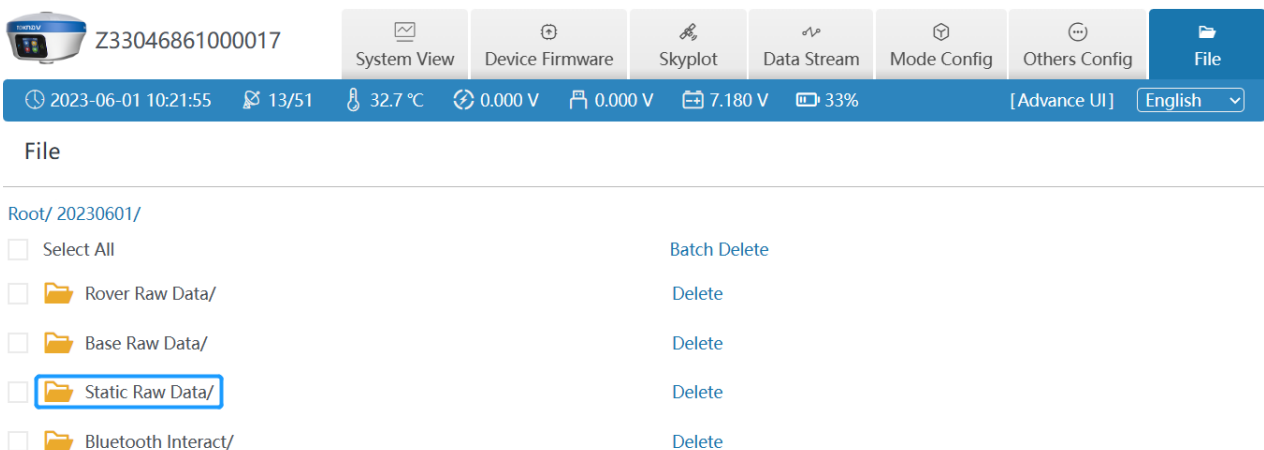 TOKNAV
Z33046861000017
System View
Device Firmware
Skyplot
Data Stream
Mode Config
Others Config
File
2023-06-01 10:21:55 13/51 32.7 ℃ 0.000 V 0.000 V 7.180 V 33% [Advance UI] English
File
Root/ 20230601/
Select All Batch Delete
Rover Raw Data/ Delete
Base Raw Data/ Delete
Static Raw Data/ Delete
Bluetooth Interact/ Delete